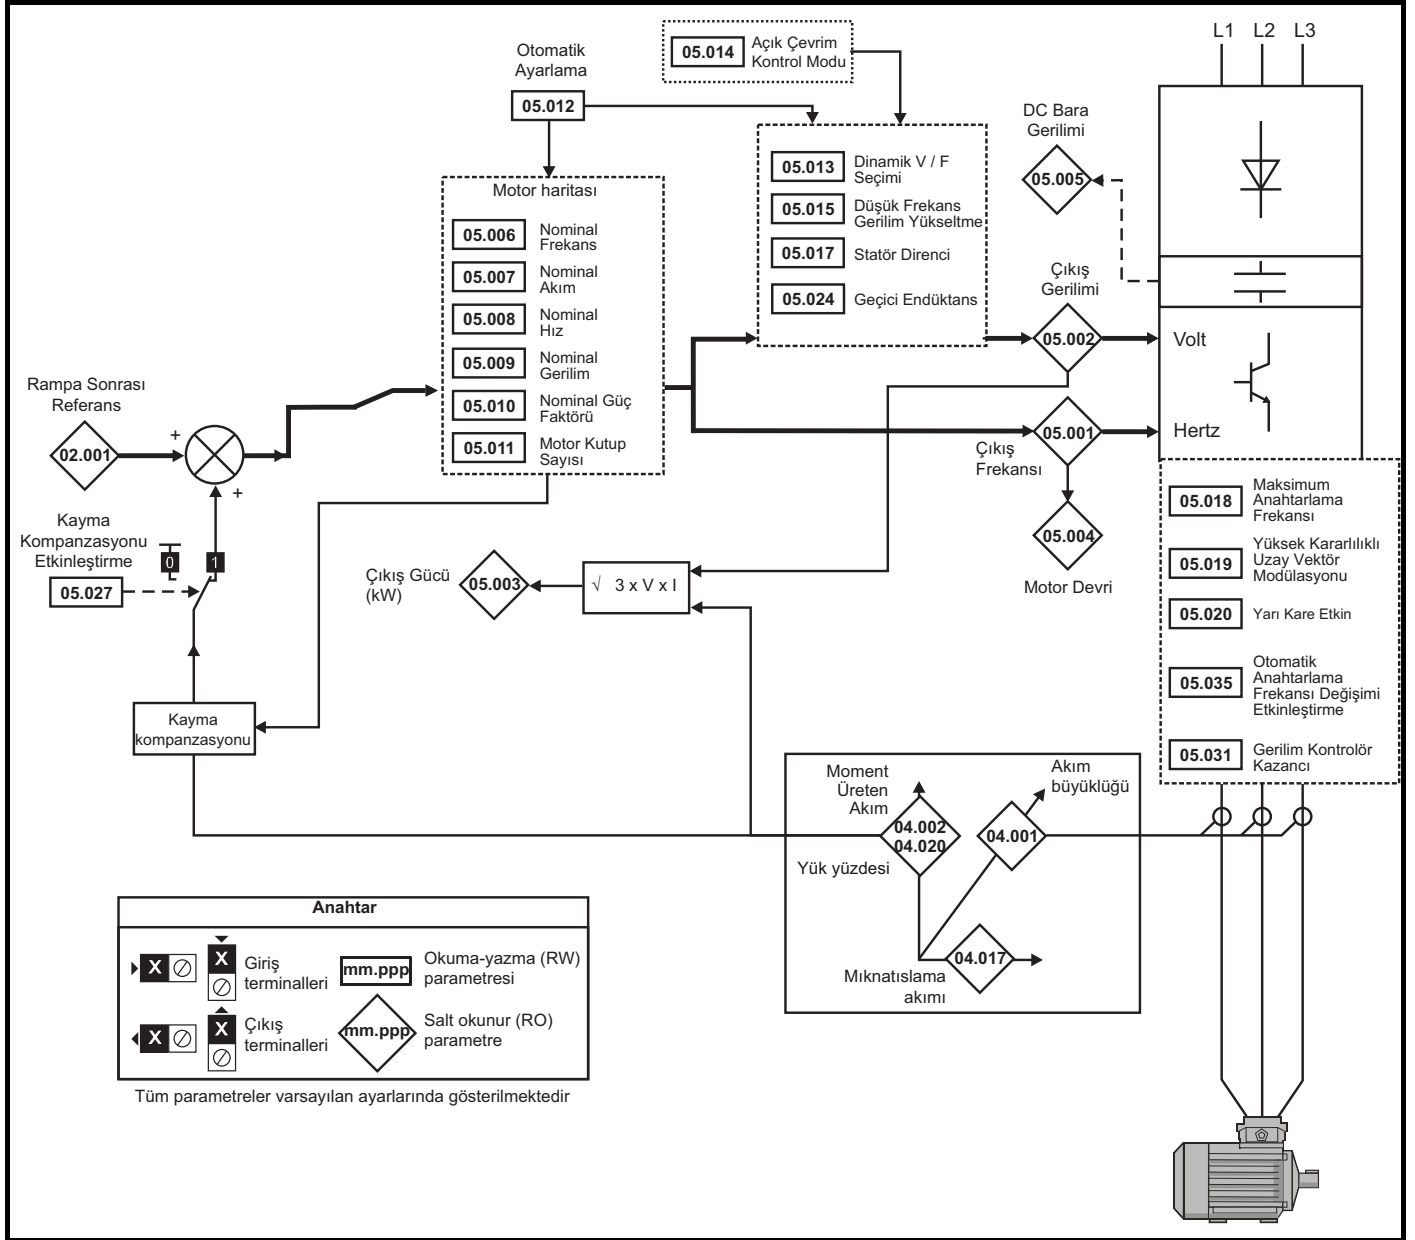 L1 L2 L3
Otomatik
Ayarlama
05.012
05.014
Açık Çevrim
Kontrol Modu
DC Bara
Gerilimi
05.005
Motor haritası
05.006
Nominal
Frekans
05.007
Nominal
Akım
05.008
Nominal
Hız
05.009
Nominal
Gerilim
05.010
Nominal Güç
Faktörü
05.011
Motor Kutup
Sayısı
05.013
Dinamik V / F
Seçimi
05.015
Düşük Frekans
Gerilim Yükseltme
05.017
Statör Direnci
05.024
Geçici Endüktans
Çıkış
Gerilimi
05.002
Volt
Rampa Sonrası
Referans
02.001
+
+
05.001
Çıkış
Frekansı
Hertz
05.004
Motor Devri
Kayma
Kompanzasyonu
Etkinleştirme
05.027
0
1
Çıkış Gücü
(kW)
05.003
√ 3 x V x I
Kayma
kompanzasyonu
05.018
Maksimum
Anahtarlama
Frekansı
05.019
Yüksek Kararlılıklı
Uzay Vektör
Modülasyonu
05.020
Yarı Kare Etkin
05.035
Otomatik
Anahtarlama
Frekansı Değişimi
Etkinleştirme
05.031
Gerilim Kontrolör
Kazancı
Moment
Üreten
Akım
04.002
04.020
Yük yüzdesi
Akım
büyüklüğü
04.001
04.017
Mıknatıslama
akımı
Anahtar
X
X
Giriş
terminalleri
mm.ppp
Okuma-yazma (RW)
parametresi
X
X
Çıkış
terminalleri
mm.ppp
Salt okunur (RO)
parametre
Tüm parametreler varsayılan ayarlarında gösterilmektedir